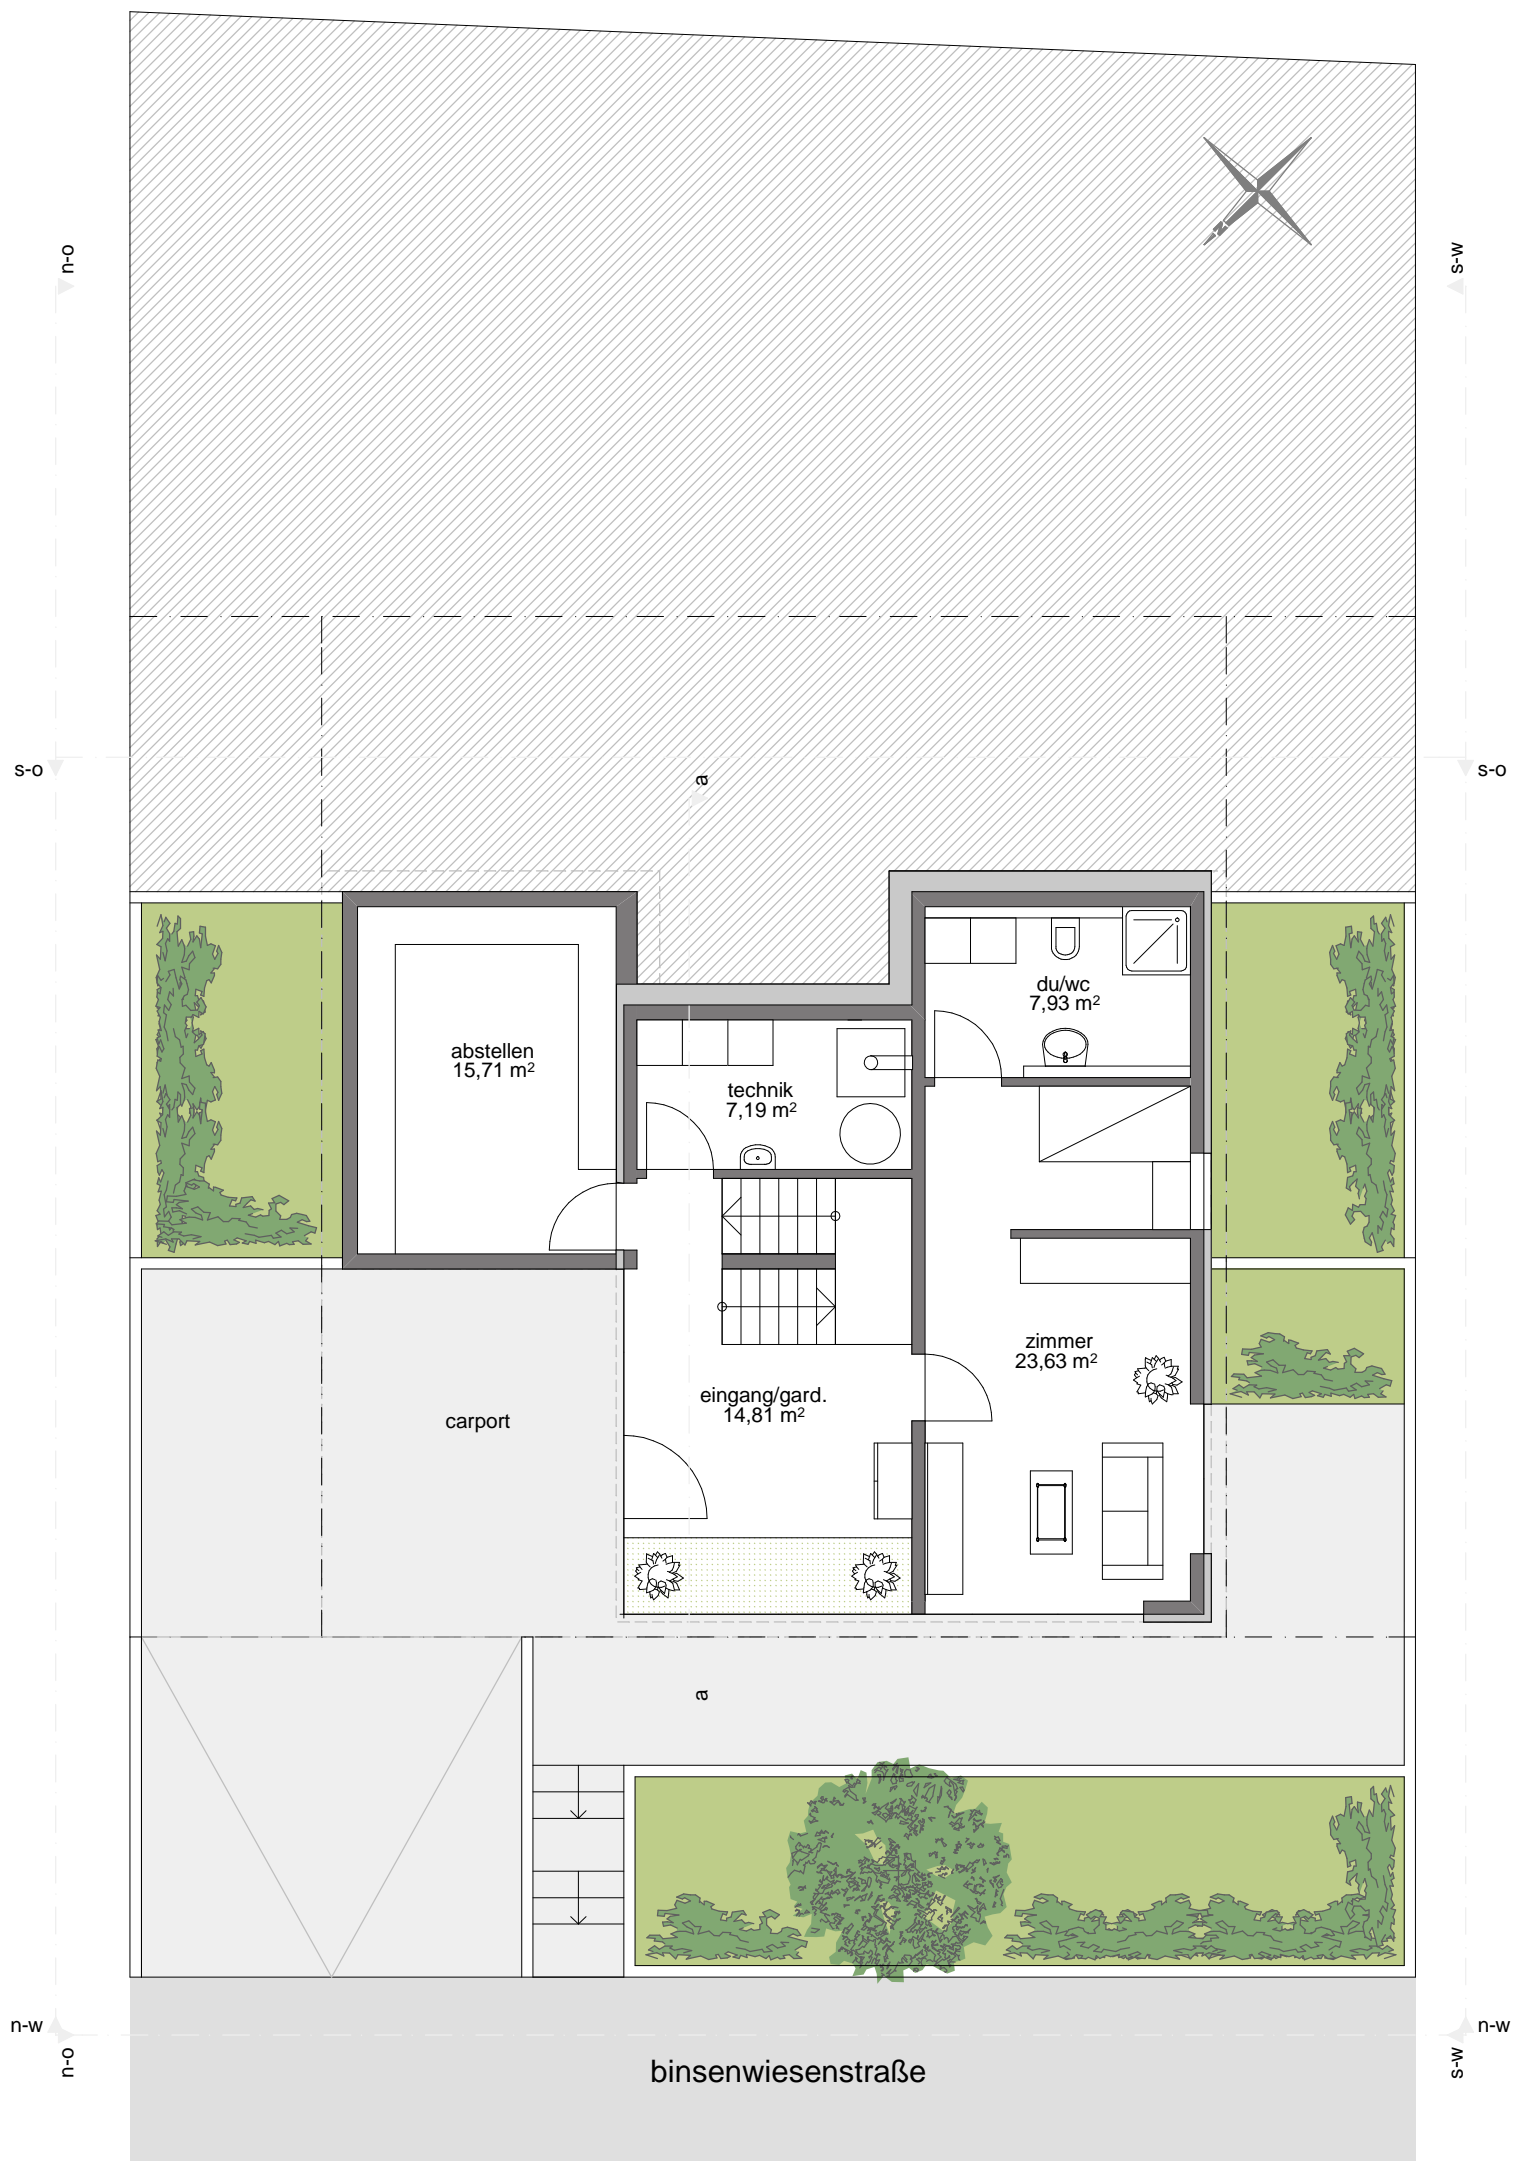 N
n-o
s-w
s-o
a
s-o
du/wc
7,93 m²
abstellen
15,71 m²
technik
7,19 m²
zimmer
23,63 m²
eingang/gard.
14,81 m²
carport
a
n-w
n-w
n-o
s-w
binsenwiesenstraße